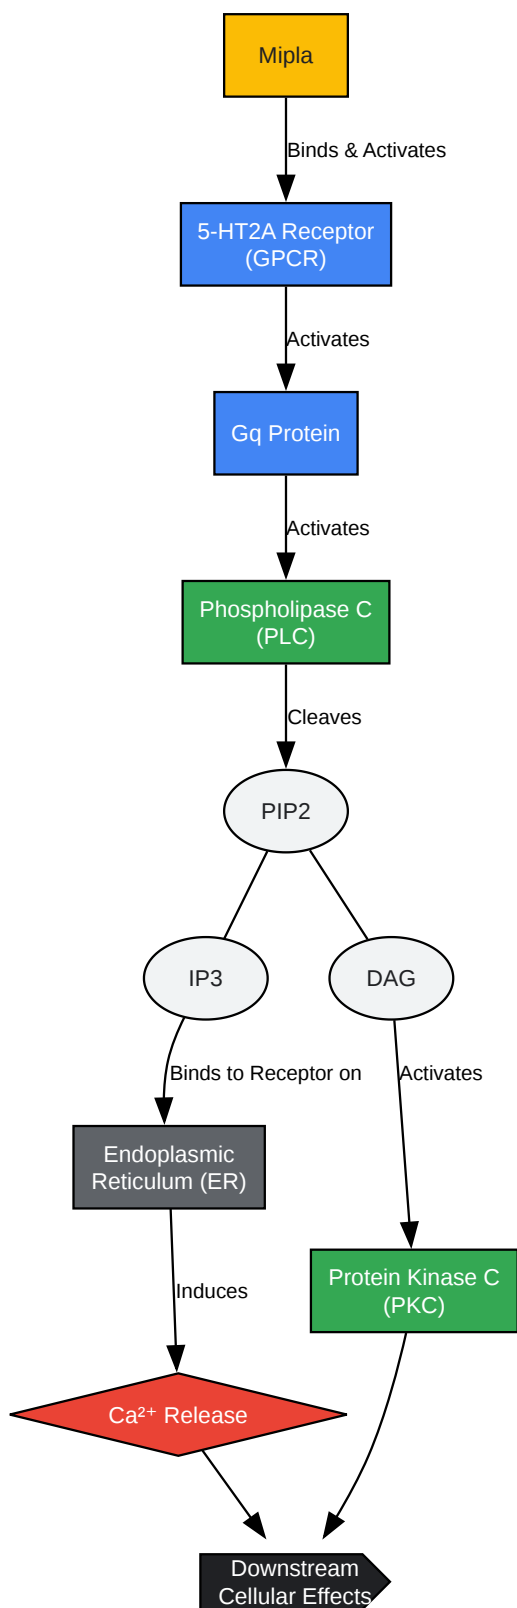 Mipla
Binds & Activates
5-HT2A Receptor
(GPCR)
Activates
Gq Protein
Activates
Phospholipase C
(PLC)
Cleaves
PIP2
IP3
DAG
Binds to Receptor on
Activates
Endoplasmic
Reticulum (ER)
Induces
Protein Kinase C
(PKC)
Ca²⁺ Release
Downstream
Cellular Effects